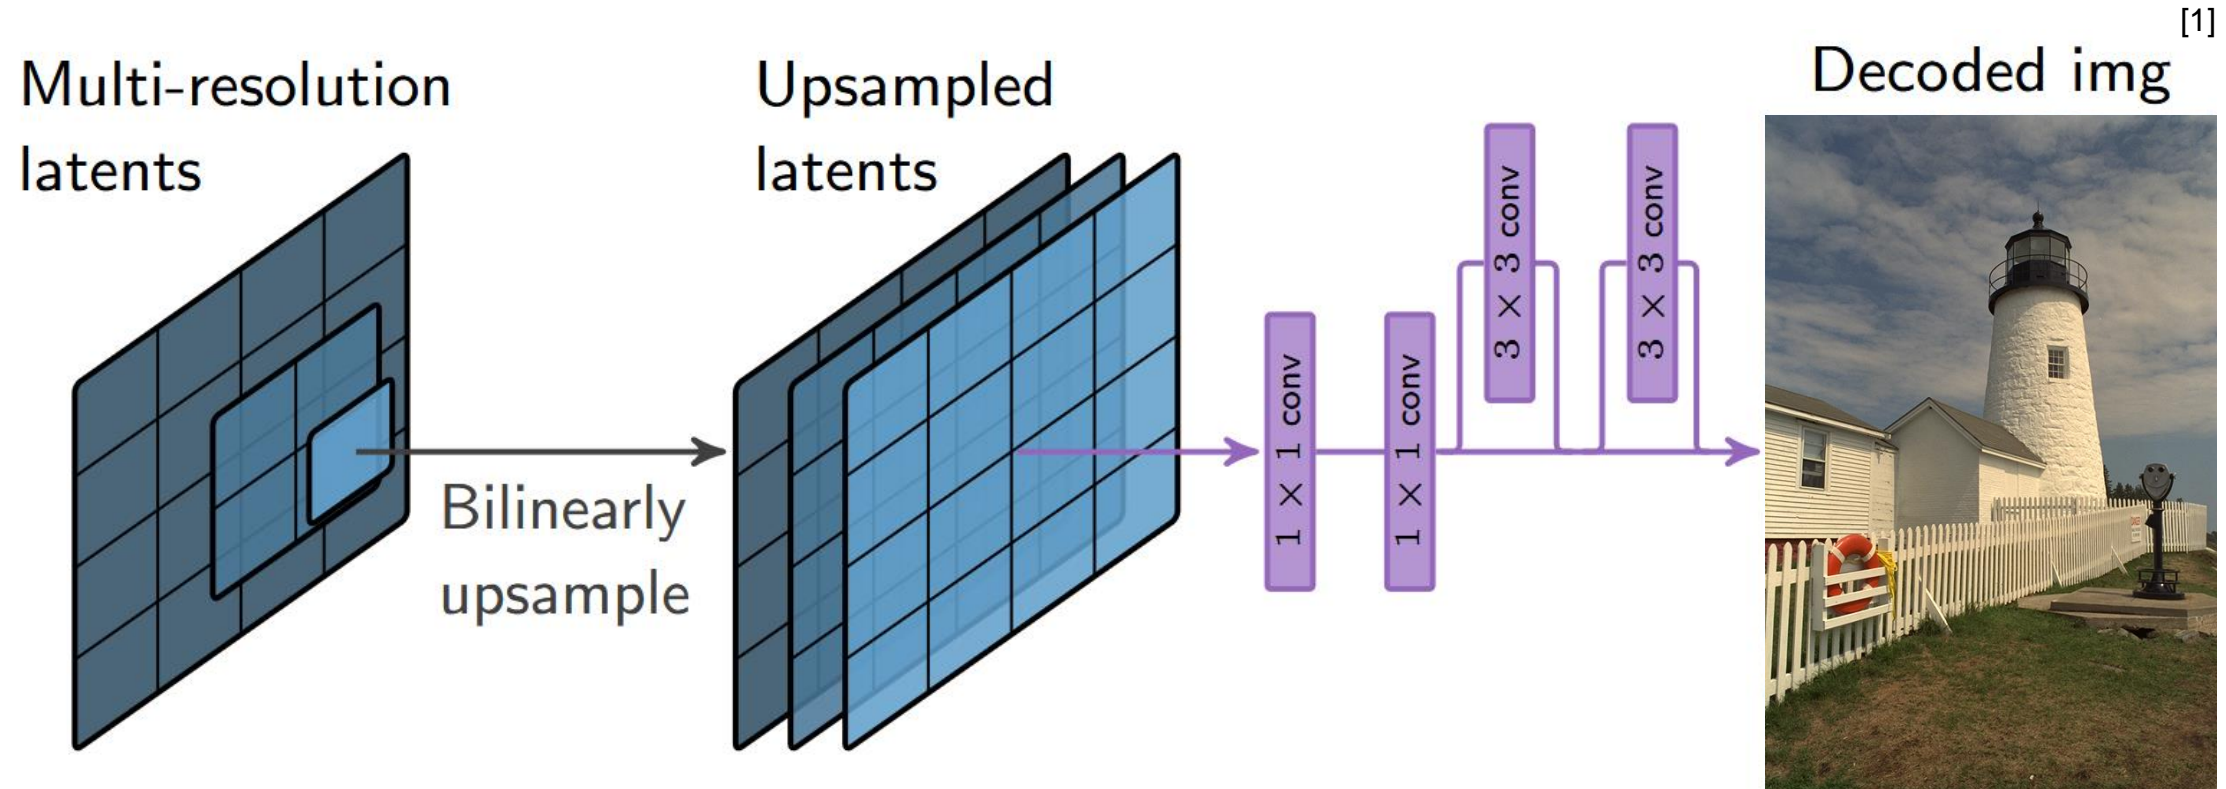 [1]
Multi-resolution
latents
Upsampled
latents
Decoded img
Bilinearly
upsample
1 × 1 conv
1 × 1 conv
3 × 3 conv
3 × 3 conv